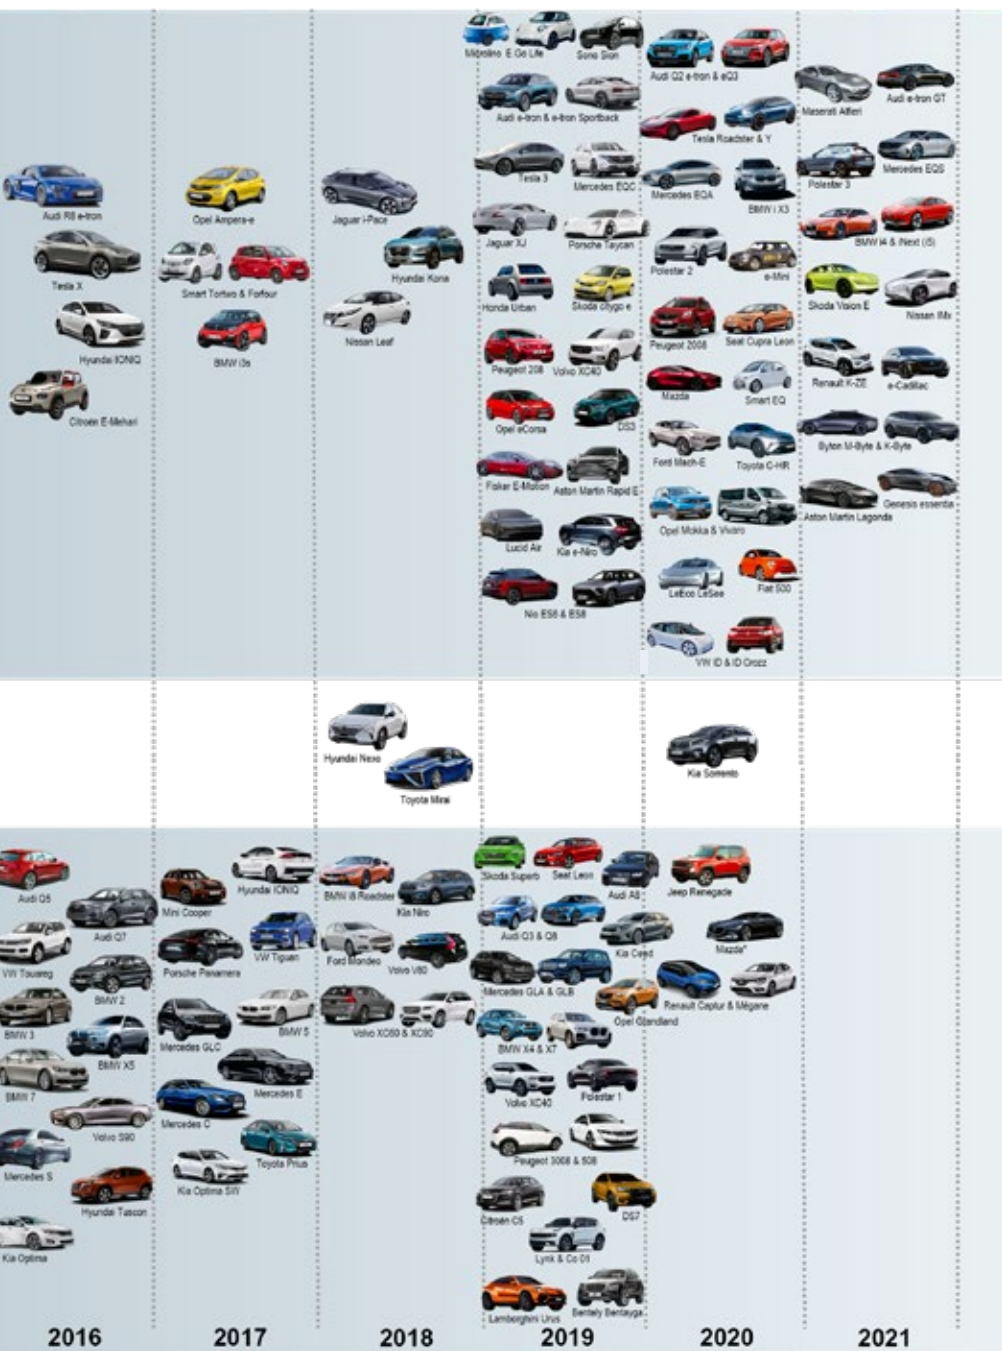 Microlino E.Go Life
Sono Sion
Audi Q2 e-tron & eQ3
Audi e-tron & e-tron Sportback
Maserati Alfieri
Audi e-tron GT
Tesla Roadster & Y
Tesla 3
Mercedes EQC
Mercedes EQA
BMW i X3
Polestar 3
Mercedes EQS
Audi R8 e-tron
Opel Ampera-e
Jaguar i-Pace
Jaguar XJ
Porsche Taycan
BMW i4 & iNext (i5)
Hyundai Kona
Polestar 2
e-Mini
Tesla X
Smart Fortwo & Forfour
Honda Urban
Skoda citygo e
Skoda Vision E
Nissan IMx
Hyundai IONIQ
BMW i3s
Nissan Leaf
Peugeot 208
Volvo XC40
Peugeot 2008
Seat Cupra Leon
Renault K-ZE
e-Cadillac
Citroën E-Mehari
Opel eCorsa
DS3
Mazda
Smart EQ
Ford Mach-E
Toyota C-HR
Byton M-Byte & K-Byte
Fisker E-Motion
Aston Martin Rapid E
Opel Mokka & Vivaro
Aston Martin Lagonda
Genesis essentia
Lucid Air
Kia e-Niro
LeEco LeSee
Fiat 500
Nio ES6 & ES8
VW ID & ID Crozz
Hyundai Nexo
Toyota Mirai
Kia Sorrento
Audi Q5
Audi Q7
VW Touareg
BMW 2
BMW 3
BMW X5
BMW 7
Volvo S90
Mercedes S
Hyundai Tuscon
Kia Optima
Hyundai IONIQ
Mini Cooper
VW Tiguan
Porsche Panamera
BMW 5
Mercedes GLC
Mercedes E
Mercedes C
Toyota Prius
Kia Optima SW
BMW i8 Roadster
Kia Niro
Ford Mondeo
Volvo V60
Volvo XC60 & XC90
Skoda Superb
Seat Leon
Audi A8
Audi Q3 & Q8
Kia Ceed
Mercedes GLA & GLB
Opel Grandland
BMW X4 & X7
Volvo XC40
Polestar 1
Peugeot 3008 & 508
Citroën C5
DS7
Lynk & Co 01
Lamborghini Urus
Bentely Bentayga
Jeep Renegade
Mazda*
Renault Captur & Mégane
2016
2017
2018
2019
2020
2021